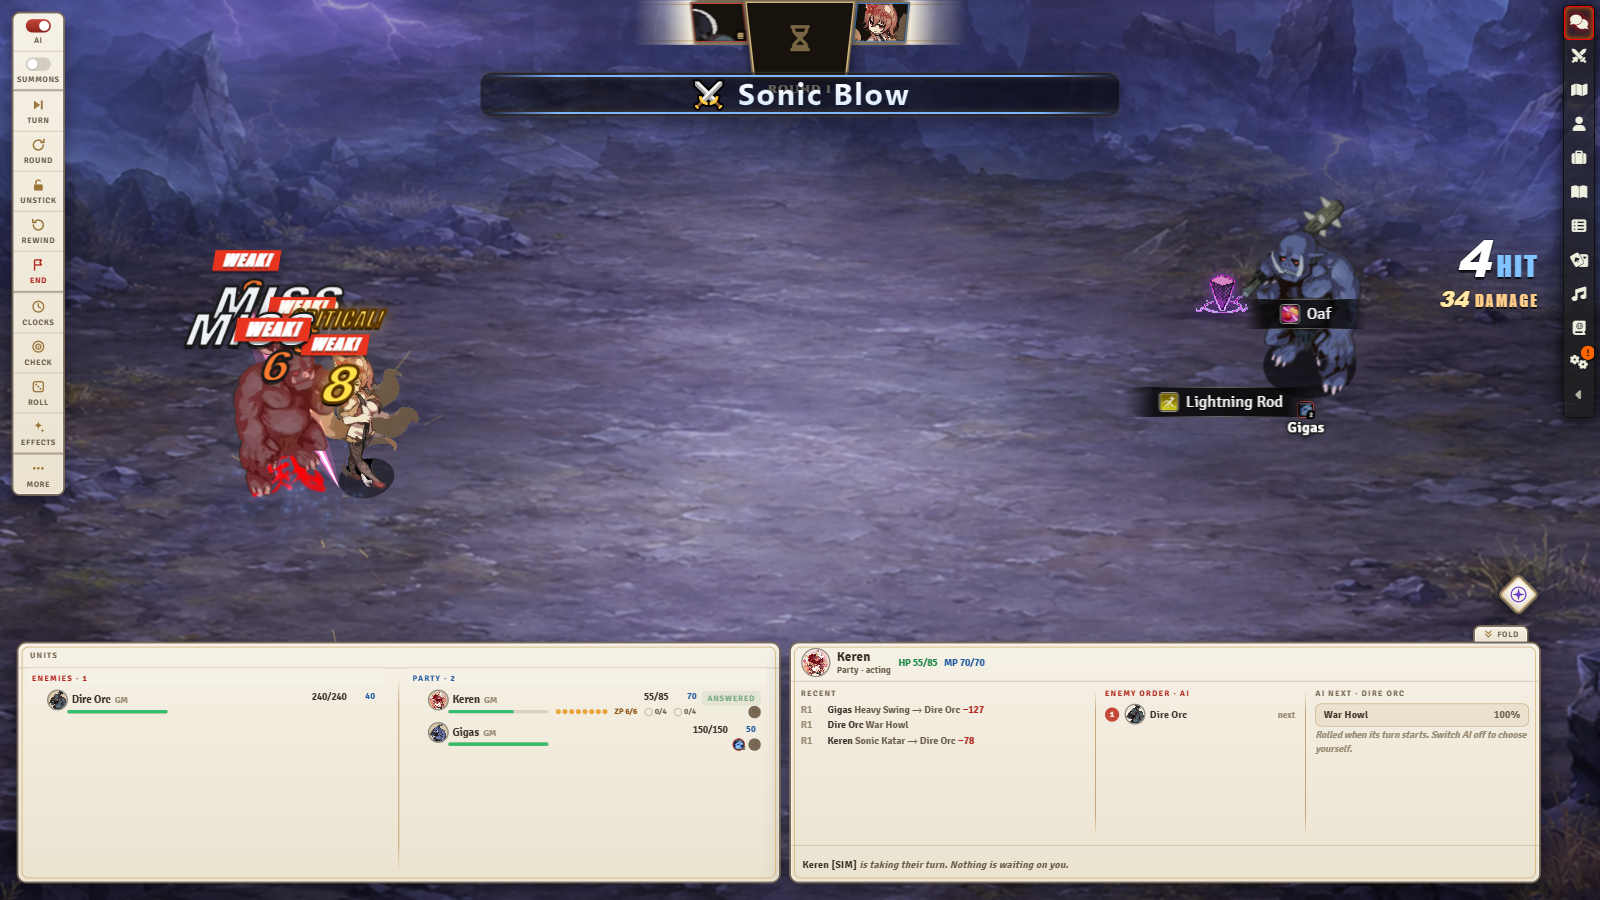 AI
SUMMONS
TURN
ROUND
UNSTICK
REWIND
END
CLOCKS
CHECK
ROLL
EFFECTS
MORE
ROUND 1
Sonic Blow
WEAK!
MISS
WEAK!
MISS
CRITICAL!
WEAK!
WEAK!
6
8
4 HIT
34 DAMAGE
Oaf
Lightning Rod
2
Gigas
FOLD
UNITS
ENEMIES · 1
Dire Orc GM
240/240 40
PARTY · 2
Keren GM
55/85 70 ANSWERED
ZP 6/6 0/4 0/4
Gigas GM
150/150 50
Keren
Party · acting
HP 55/85 MP 70/70
RECENT
R1 Gigas Heavy Swing → Dire Orc −127
R1 Dire Orc War Howl
R1 Keren Sonic Katar → Dire Orc −78
ENEMY ORDER · AI
1 Dire Orc next
AI NEXT · DIRE ORC
War Howl 100%
Rolled when its turn starts. Switch AI off to choose
yourself.
Keren [SIM] is taking their turn. Nothing is waiting on you.